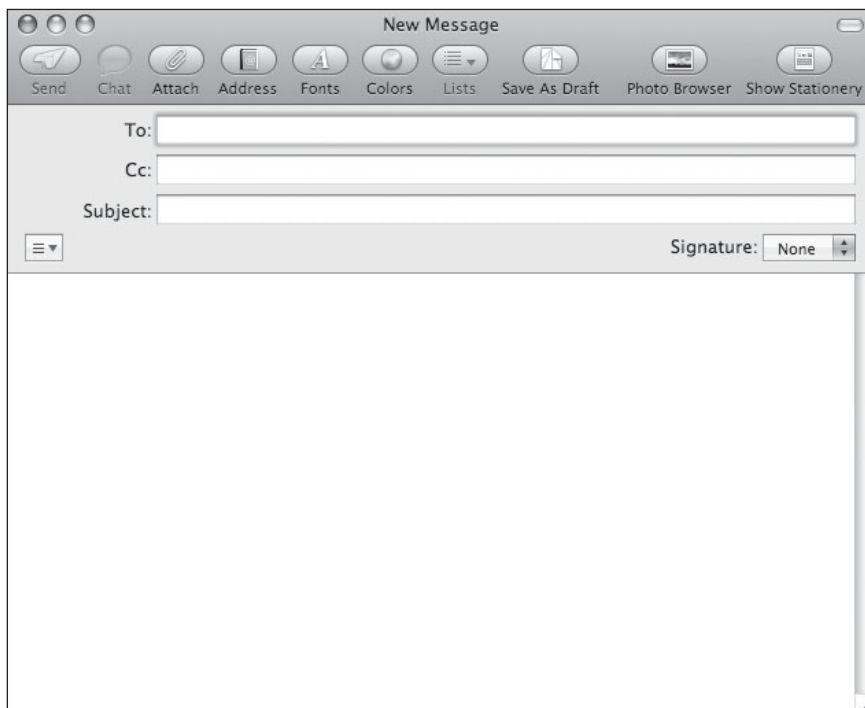 New Message
Send Chat Attach Address Fonts Colors Lists Save As Draft Photo Browser Show Stationery
To:
Cc:
Subject:
Signature: None